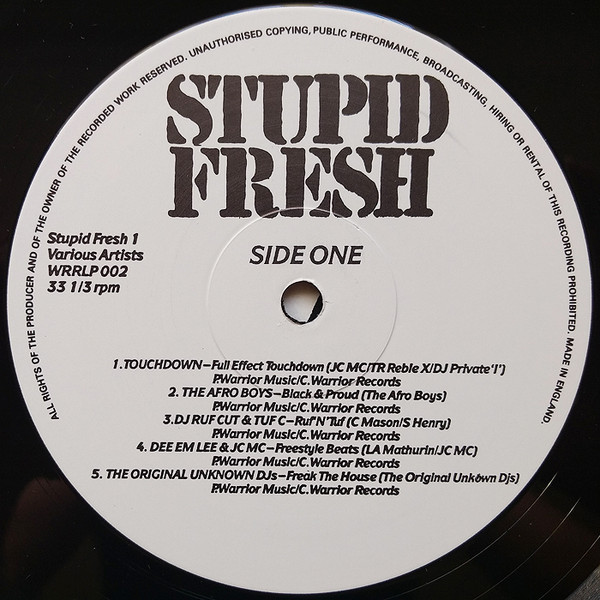 ALL RIGHTS OF THE PRODUCER AND OF THE OWNER OF THE RECORDED WORK RESERVED. UNAUTHORISED COPYING, PUBLIC PERFORMANCE, BROADCASTING, HIRING OR RENTAL OF THIS RECORDING PROHIBITED. MADE IN ENGLAND.
STUPID
FRESH
Stupid Fresh 1
Various Artists
WRRLP 002
33 1/3 rpm
SIDE ONE
1.TOUCHDOWN–Full Effect Touchdown (JC MC/TR Reble X/DJ Private'I')
P.Warrior Music/C.Warrior Records
2. THE AFRO BOYS–Black & Proud (The Afro Boys)
P.Warrior Music/C. Warrior Records
3.DJ RUF CUT & TUF C–Ruf'N'Tuf (C Mason/S Henry)
P.Warrior Music/C. Warrior Records
4. DEE EM LEE & JC MC–Freestyle Beats (LA Mathurin/JC MC)
P.Warrior Music/C. Warrior Records
5. THE ORIGINAL UNKNOWN DJs–Freak The House (The Original Unkown Djs)
P.Warrior Music/C. Warrior Records